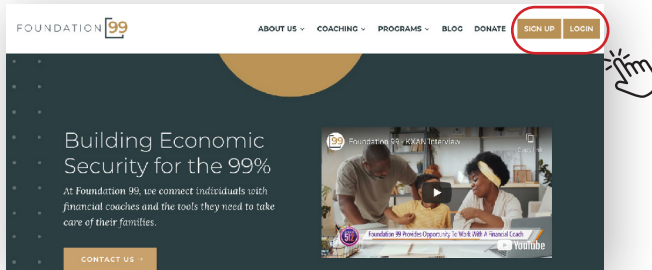 FOUNDATION 99
ABOUT US COACHING PROGRAMS BLOG DONATE SIGN UP LOGIN
Building Economic
Security for the 99%
At Foundation 99, we connect individuals with
financial coaches and the tools they need to take
care of their families.
CONTACT US
99 Foundation 99 - KXAN Interview
512 Foundation 99 Provides Opportunity To Work With A Financial Coach
YouTube